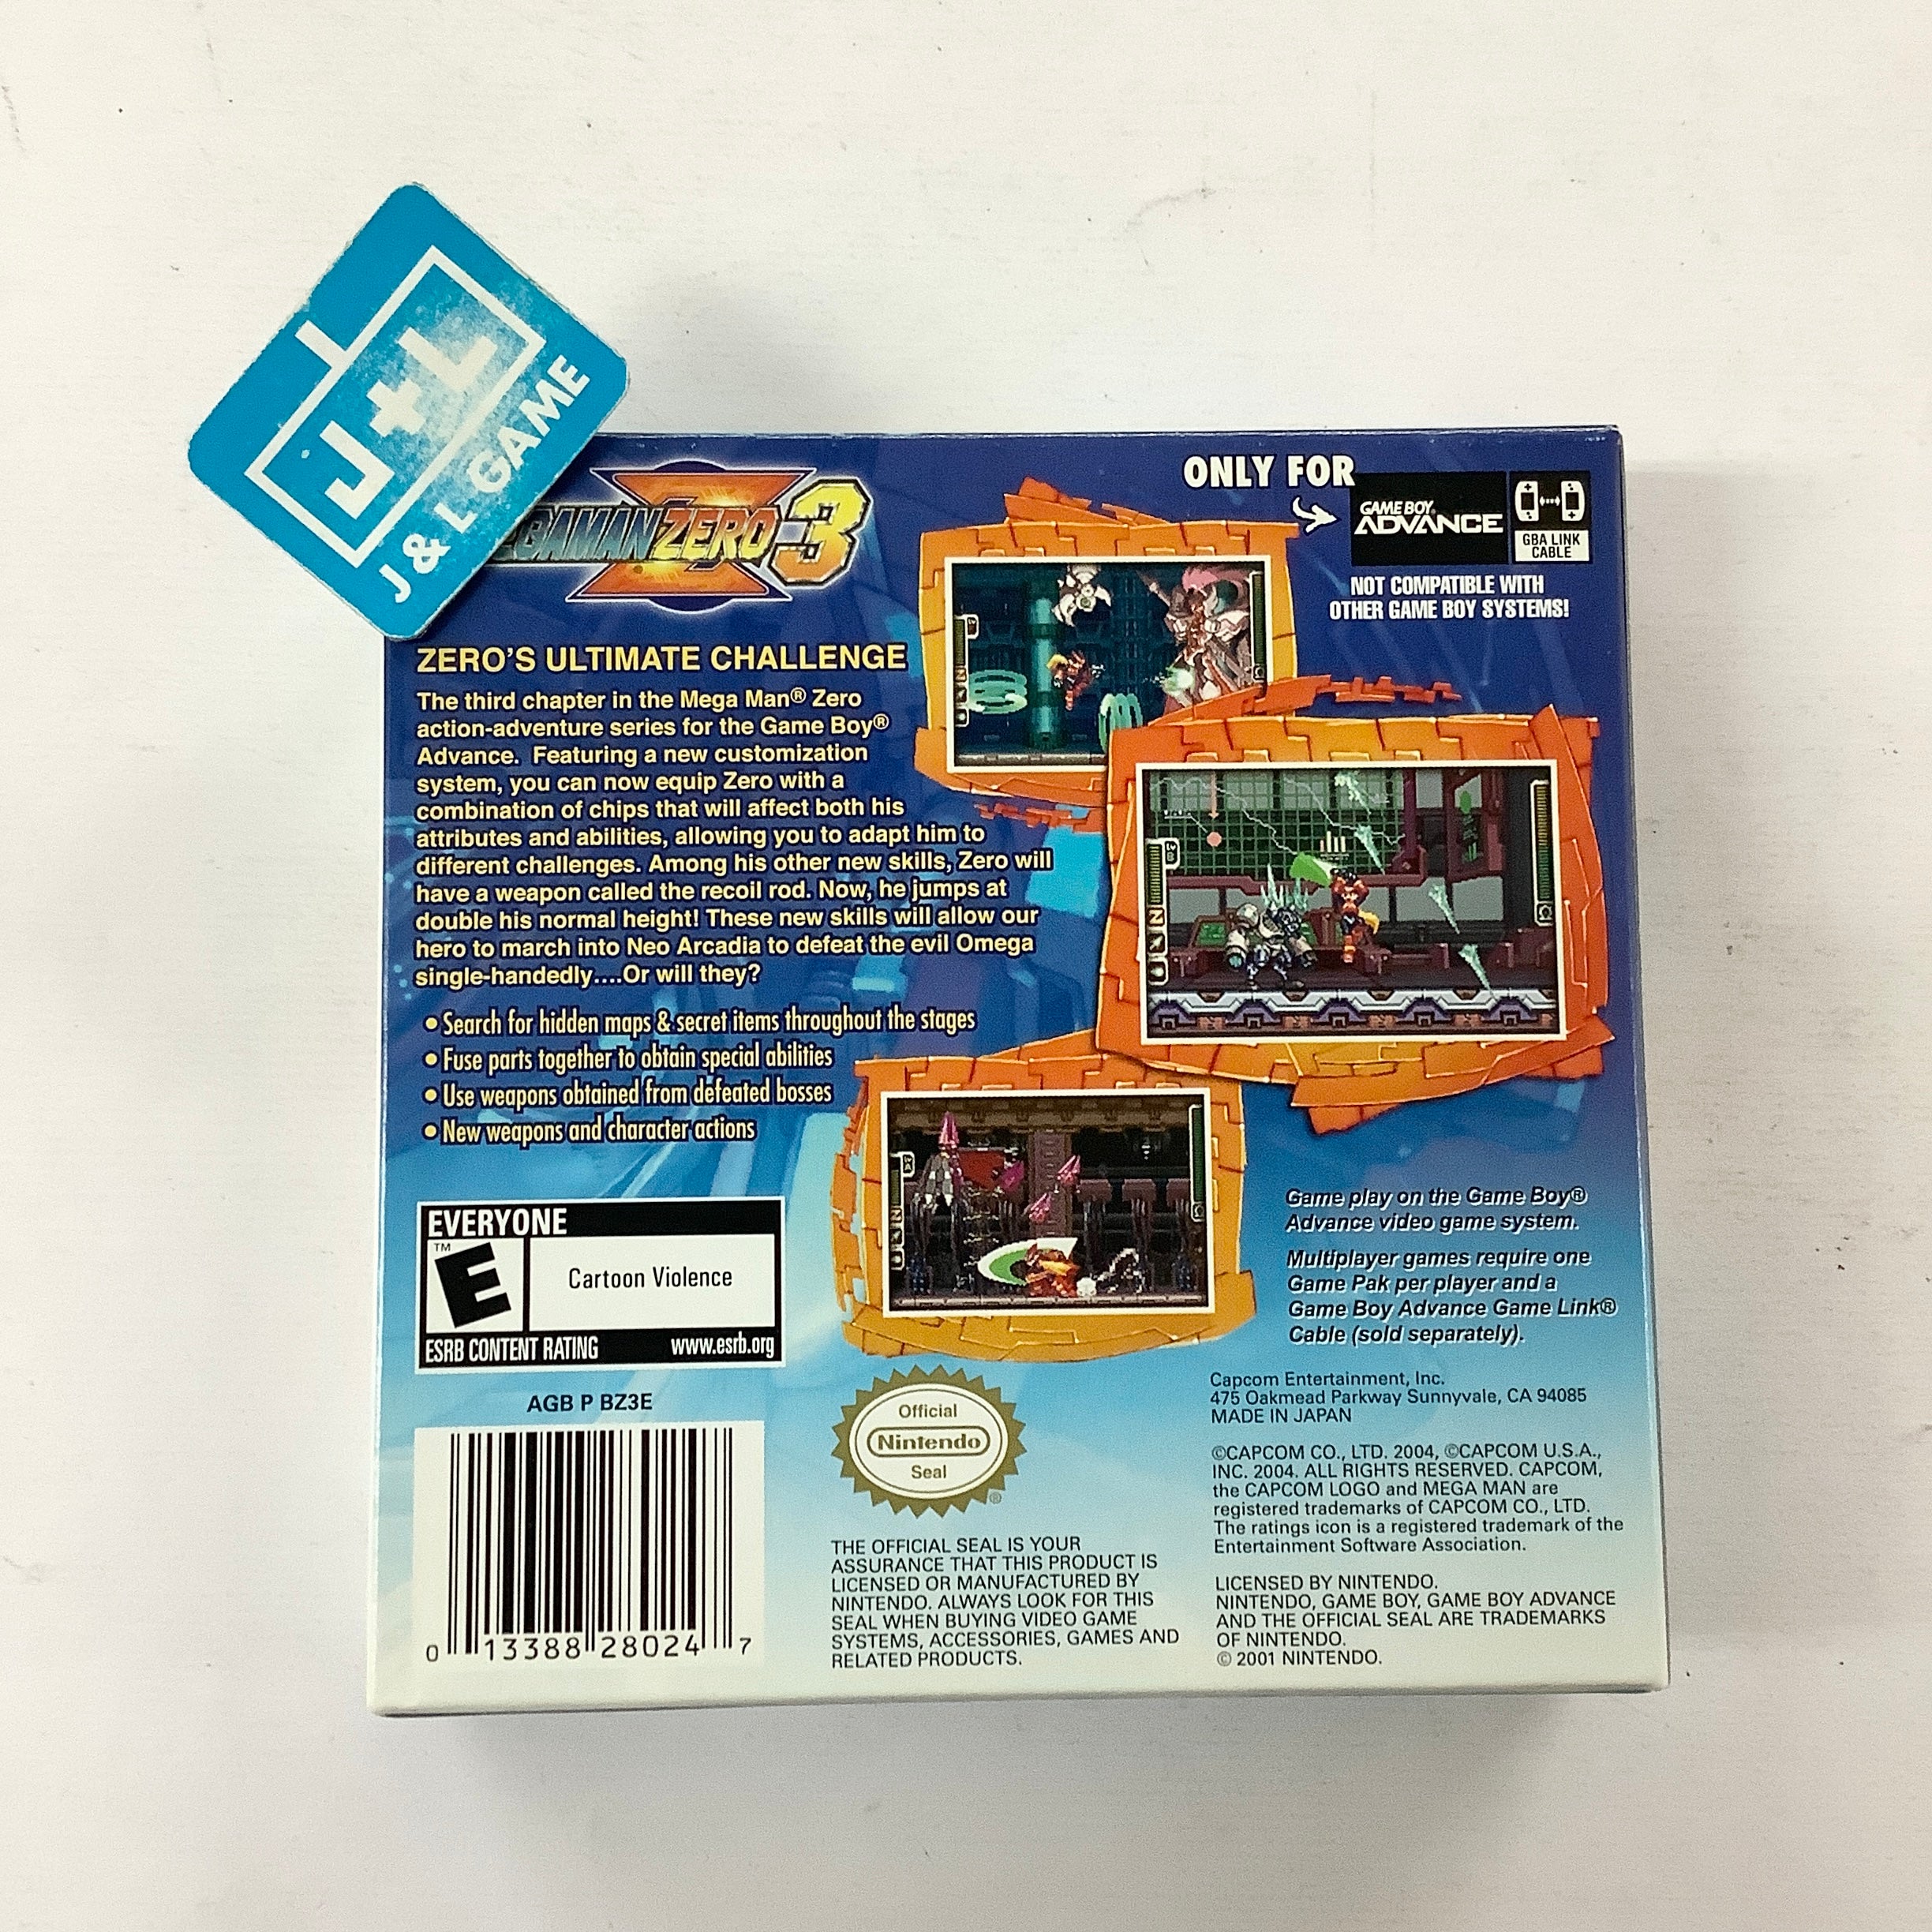 J+L
J & L GAME
MEGAMAN ZERO 3
ONLY FOR
GAME BOY
ADVANCE
GBA LINK
CABLE
NOT COMPATIBLE WITH
OTHER GAME BOY SYSTEMS!
ZERO'S ULTIMATE CHALLENGE
The third chapter in the Mega Man® Zero
action-adventure series for the Game Boy®
Advance. Featuring a new customization
system, you can now equip Zero with a
combination of chips that will affect both his
attributes and abilities, allowing you to adapt him to
different challenges. Among his other new skills, Zero will
have a weapon called the recoil rod. Now, he jumps at
double his normal height! These new skills will allow our
hero to march into Neo Arcadia to defeat the evil Omega
single-handedly....Or will they?
• Search for hidden maps & secret items throughout the stages
• Fuse parts together to obtain special abilities
• Use weapons obtained from defeated bosses
• New weapons and character actions
EVERYONE
E™
Cartoon Violence
ESRB CONTENT RATING www.esrb.org
AGB P BZ3E
0 13388 28024 7
Official
Nintendo
Seal
®
THE OFFICIAL SEAL IS YOUR
ASSURANCE THAT THIS PRODUCT IS
LICENSED OR MANUFACTURED BY
NINTENDO. ALWAYS LOOK FOR THIS
SEAL WHEN BUYING VIDEO GAME
SYSTEMS, ACCESSORIES, GAMES AND
RELATED PRODUCTS.
Game play on the Game Boy®
Advance video game system.
Multiplayer games require one
Game Pak per player and a
Game Boy Advance Game Link®
Cable (sold separately).
Capcom Entertainment, Inc.
475 Oakmead Parkway Sunnyvale, CA 94085
MADE IN JAPAN
©CAPCOM CO., LTD. 2004, ©CAPCOM U.S.A.,
INC. 2004. ALL RIGHTS RESERVED. CAPCOM,
the CAPCOM LOGO and MEGA MAN are
registered trademarks of CAPCOM CO., LTD.
The ratings icon is a registered trademark of the
Entertainment Software Association.
LICENSED BY NINTENDO.
NINTENDO, GAME BOY, GAME BOY ADVANCE
AND THE OFFICIAL SEAL ARE TRADEMARKS
OF NINTENDO.
© 2001 NINTENDO.